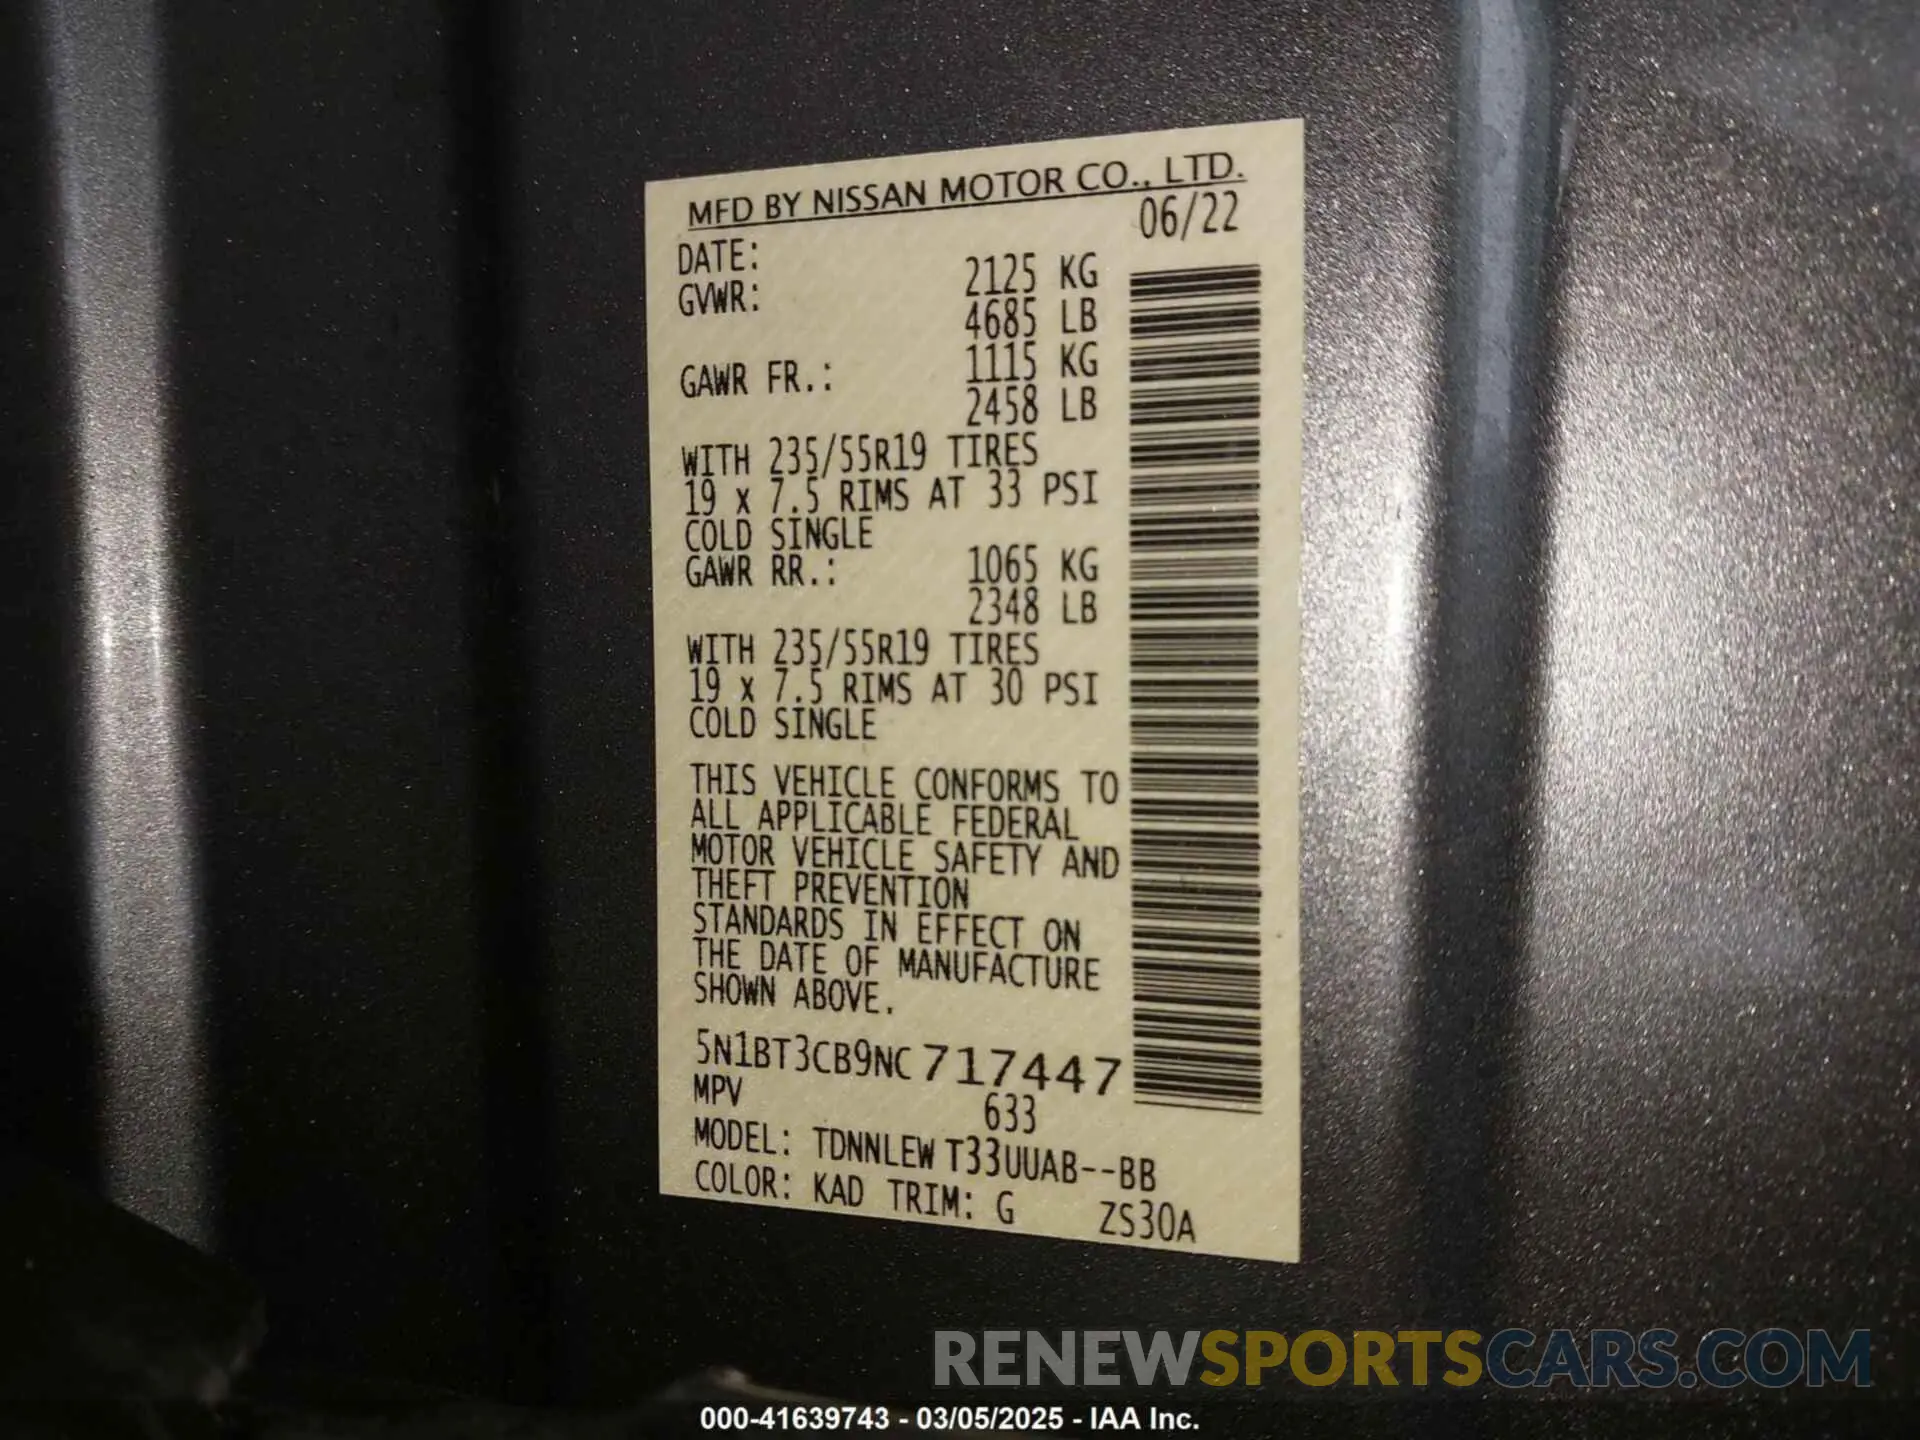 MFD BY NISSAN MOTOR CO., LTD.
DATE: 06/22
GVWR: 2125 KG
4685 LB
GAWR FR.: 1115 KG
2458 LB
WITH 235/55R19 TIRES
19 x 7.5 RIMS AT 33 PSI
COLD SINGLE
GAWR RR.: 1065 KG
2348 LB
WITH 235/55R19 TIRES
19 x 7.5 RIMS AT 30 PSI
COLD SINGLE
THIS VEHICLE CONFORMS TO
ALL APPLICABLE FEDERAL
MOTOR VEHICLE SAFETY AND
THEFT PREVENTION
STANDARDS IN EFFECT ON
THE DATE OF MANUFACTURE
SHOWN ABOVE.
5N1BT3CB9NC717447
MPV 633
MODEL: TDNNLEW T33UUAB--BB
COLOR: KAD TRIM: G ZS30A
RENEWSPORTSCARS.COM
000-41639743 - 03/05/2025 - IAA Inc.